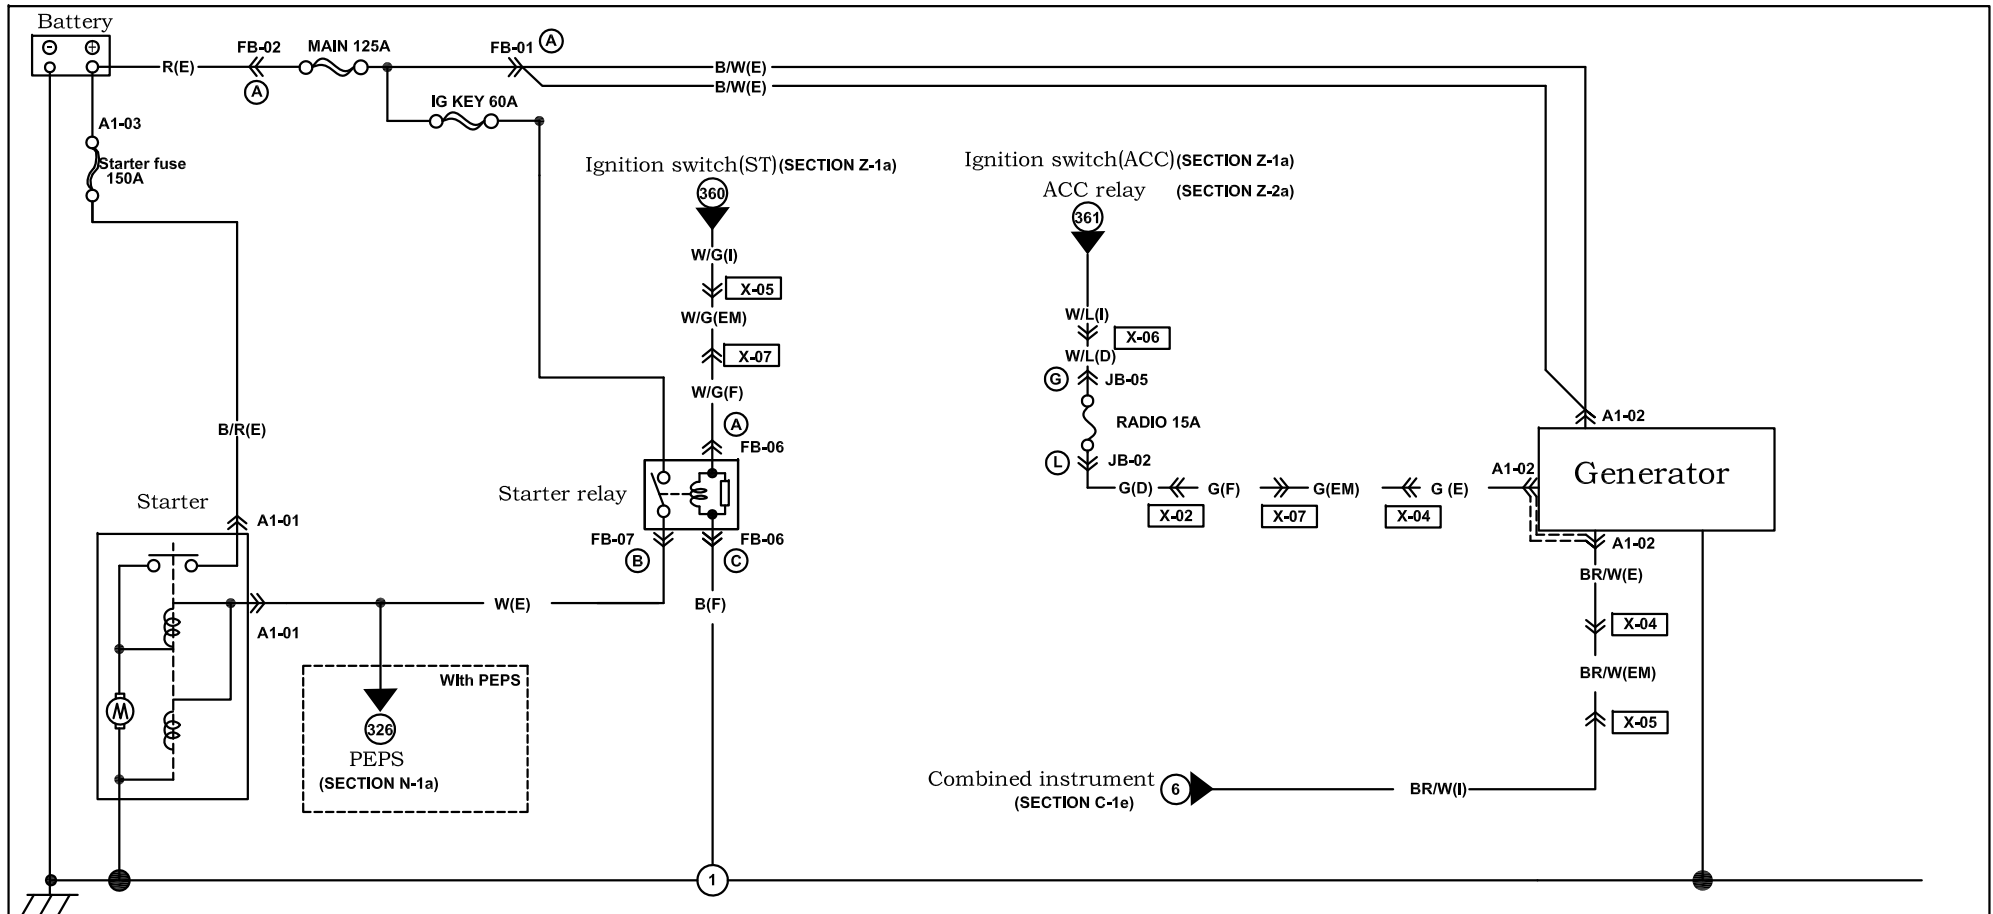 Battery
FB-02
MAIN 125A
FB-01
A
R(E)
A
B/W(E)
B/W(E)
IG KEY 60A
A1-03
Starter fuse
150A
Ignition switch(ST)(SECTION Z-1a)
360
Ignition switch(ACC)(SECTION Z-1a)
ACC relay (SECTION Z-2a)
361
W/G(I)
X-05
W/G(EM)
X-07
W/G(F)
A
FB-06
W/L(I)
X-06
W/L(D)
G
JB-05
RADIO 15A
L
JB-02
G(D)
G(F)
G(EM)
G (E)
X-02
X-07
X-04
A1-02
A1-02
Generator
A1-02
B/R(E)
Starter
A1-01
Starter relay
FB-07
B
FB-06
C
W(E)
B(F)
A1-01
M
With PEPS
326
PEPS
(SECTION N-1a)
BR/W(E)
X-04
BR/W(EM)
X-05
Combined instrument
(SECTION C-1e)
6
BR/W(I)
1